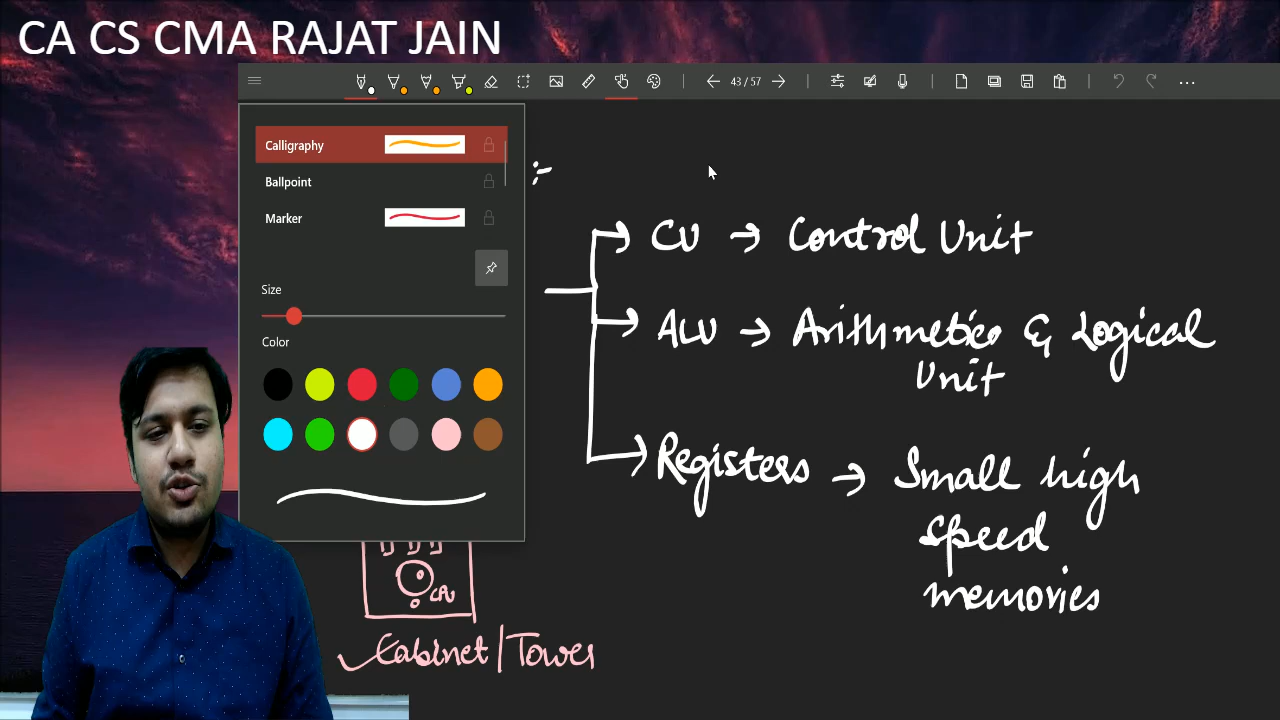 CA CS CMA RAJAT JAIN
43/57
Calligraphy
Ballpoint
Marker
Size
Color
:-
CU → Control Unit
ALU → Arithmetic & Logical
Unit
Registers → Small high
speed
memories
Cabinet/Tower